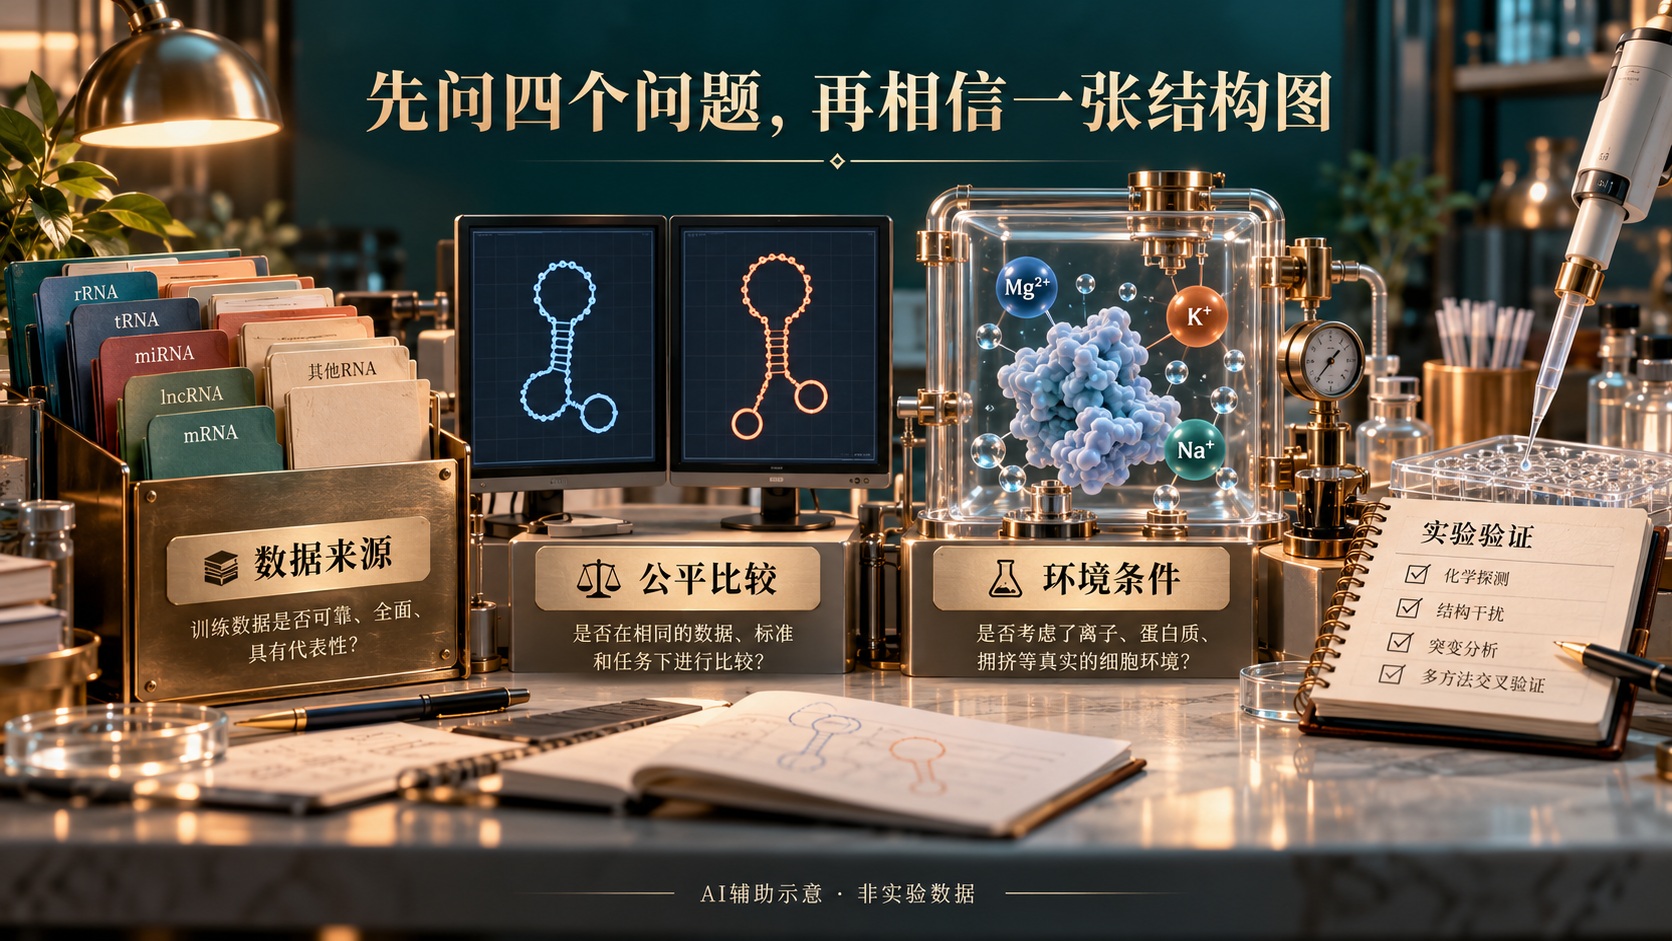 先问四个问题，再相信一张结构图
rRNA
tRNA
miRNA
lncRNA
mRNA
其他RNA
Mg²⁺
K⁺
Na⁺
数据来源
训练数据是否可靠、全面、
具有代表性？
公平比较
是否在相同的数据、标准
和任务下进行比较？
环境条件
是否考虑了离子、蛋白质、
拥挤等真实的细胞环境？
实验验证
化学探测
结构干扰
突变分析
多方法交叉验证
AI辅助示意 · 非实验数据